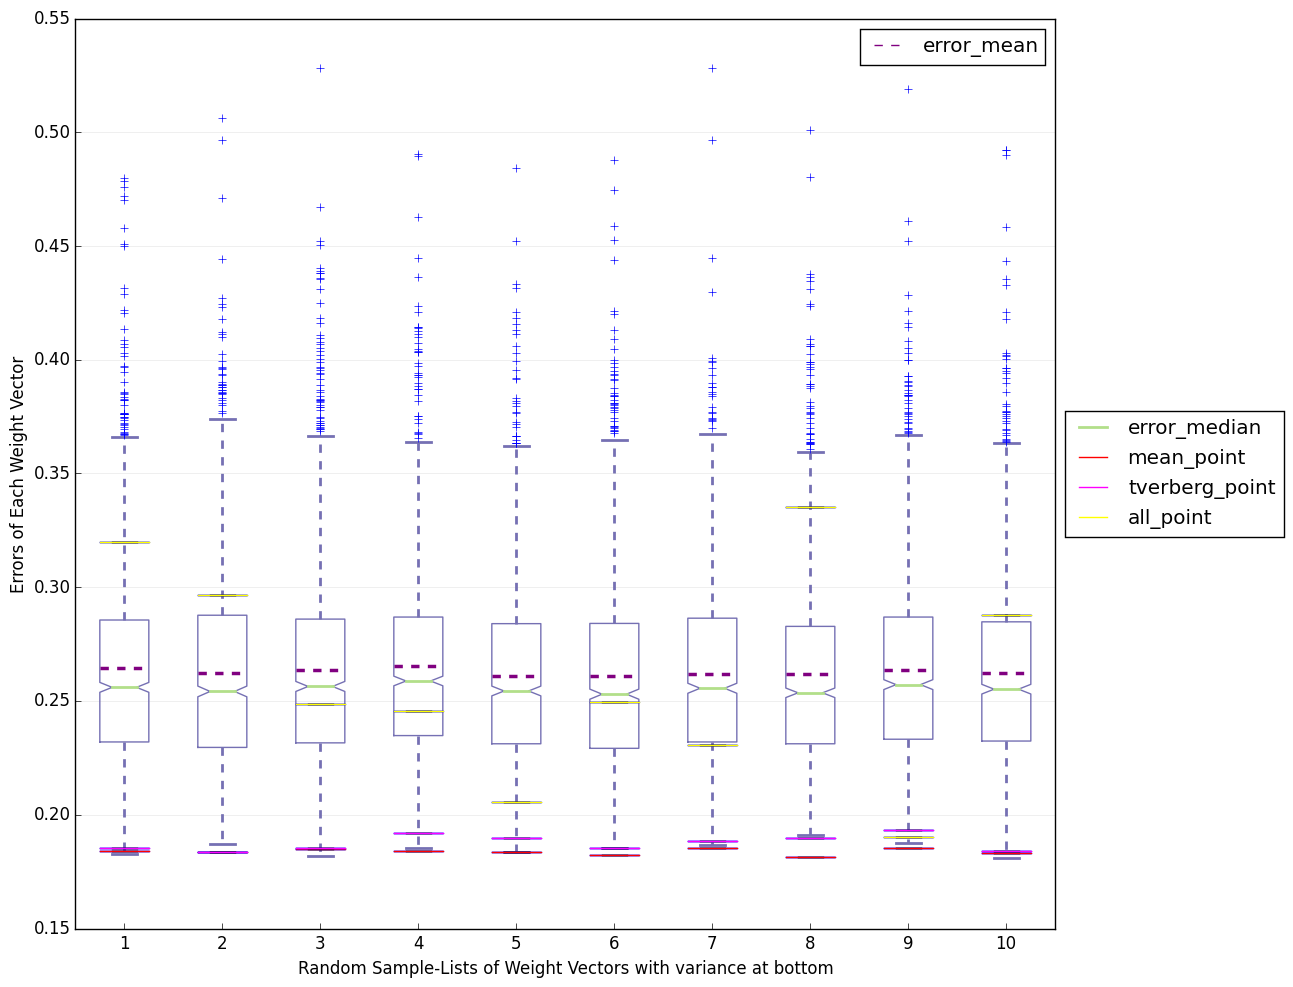 0.55
0.50
0.45
0.40
0.35
0.30
0.25
0.20
0.15
Errors of Each Weight Vector
error_mean
error_median
mean_point
tverberg_point
all_point
1 2 3 4 5 6 7 8 9 10
Random Sample-Lists of Weight Vectors with variance at bottom